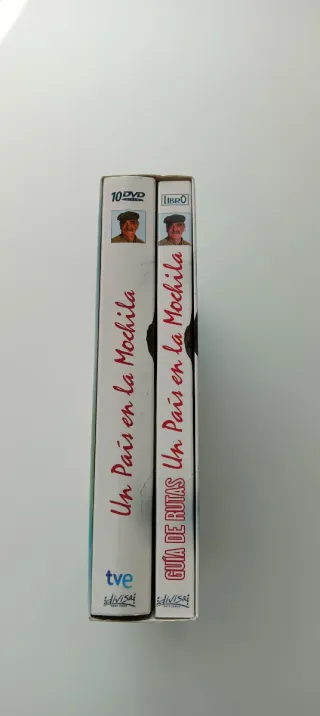 10 DVD
Un País en la Mochila
tve
¡divisa!
LIBRO
GUÍA DE RUTAS Un País en la Mochila
¡divisa!